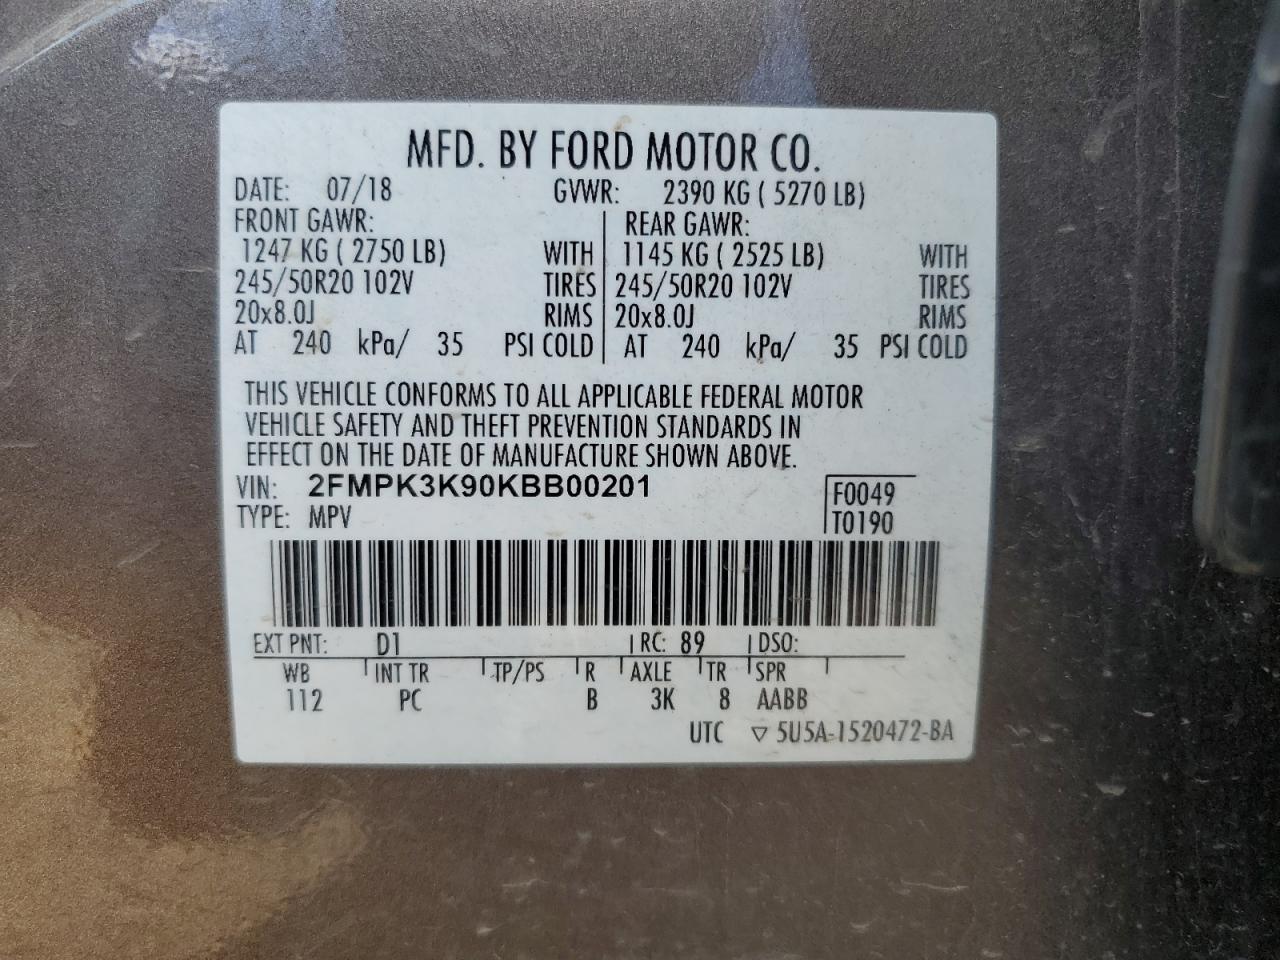 MFD. BY FORD MOTOR CO.
DATE: 07/18 GVWR: 2390 KG ( 5270 LB)
FRONT GAWR: REAR GAWR:
1247 KG ( 2750 LB) WITH 1145 KG ( 2525 LB) WITH
245/50R20 102V TIRES 245/50R20 102V TIRES
20x8.0J RIMS 20x8.0J RIMS
AT 240 kPa/ 35 PSI COLD AT 240 kPa/ 35 PSI COLD
THIS VEHICLE CONFORMS TO ALL APPLICABLE FEDERAL MOTOR
VEHICLE SAFETY AND THEFT PREVENTION STANDARDS IN
EFFECT ON THE DATE OF MANUFACTURE SHOWN ABOVE.
VIN: 2FMPK3K90KBB00201 F0049
TYPE: MPV T0190
EXT PNT: D1 RC: 89 DSO:
WB INT TR TP/PS R AXLE TR SPR
112 PC B 3K 8 AABB
UTC ▽ 5U5A-1520472-BA